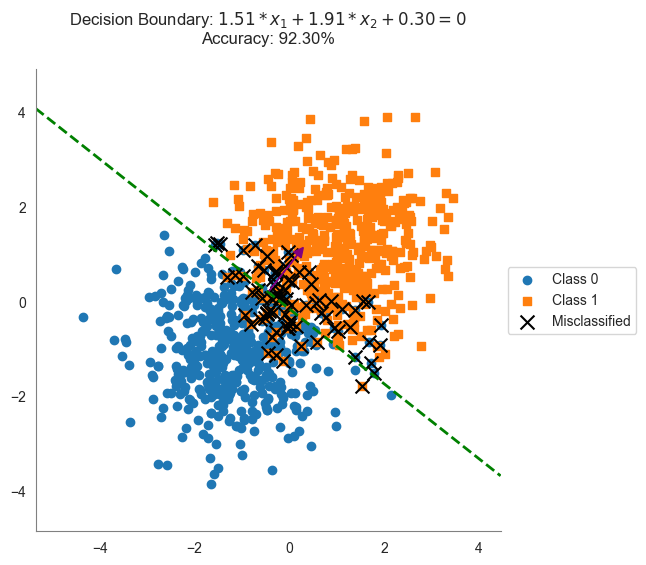 Decision Boundary: 1.51 * x₁ + 1.91 * x₂ + 0.30 = 0
Accuracy: 92.30%
4
2
0
−2
−4
−4
−2
0
2
4
Class 0
Class 1
Misclassified